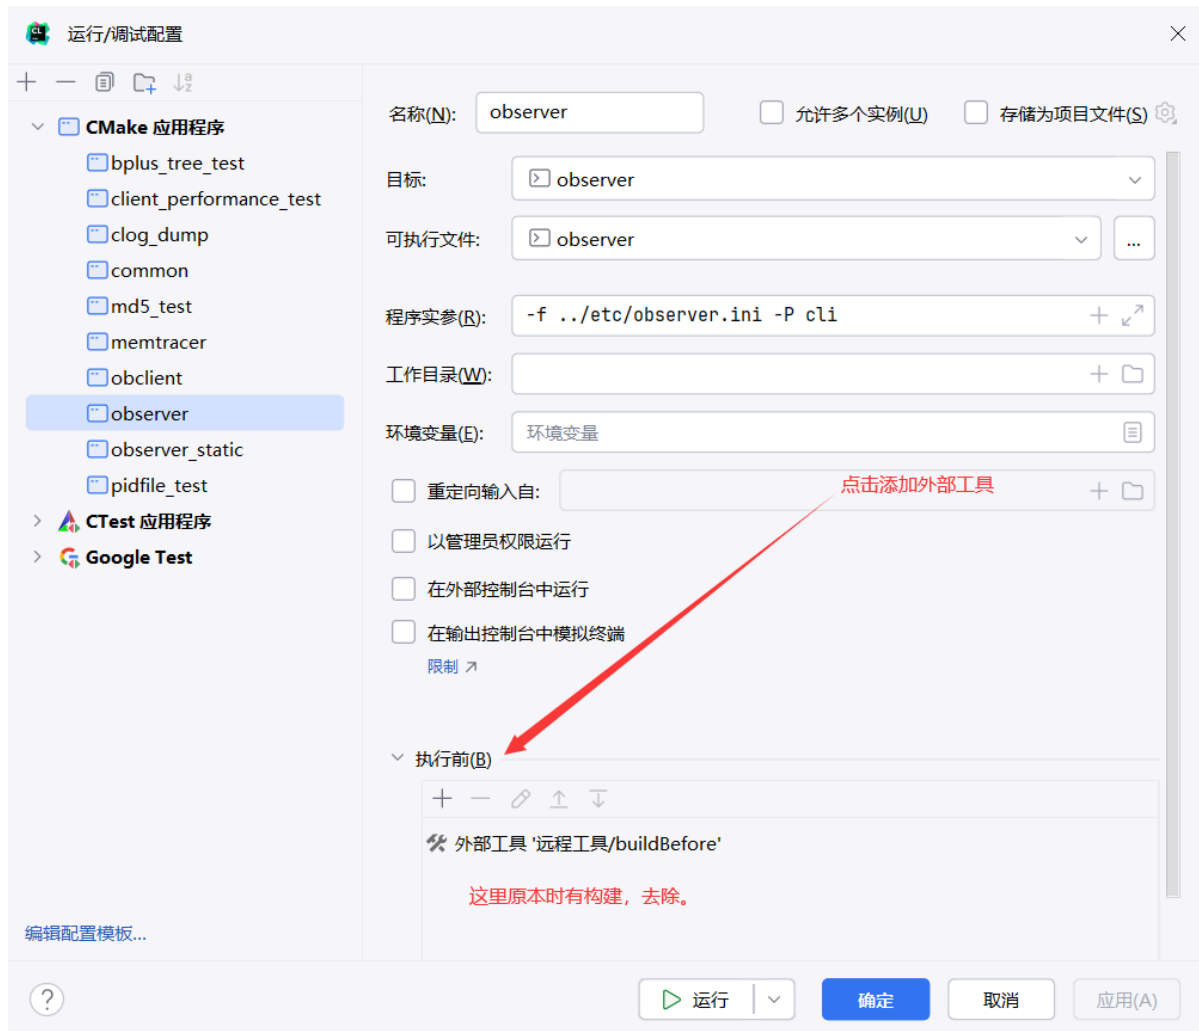 运行/调试配置
CMake 应用程序
bplus_tree_test
client_performance_test
clog_dump
common
md5_test
memtracer
obclient
observer
observer_static
pidfile_test
CTest 应用程序
Google Test
编辑配置模板...
名称(N): observer 允许多个实例(U) 存储为项目文件(S)
目标: observer
可执行文件: observer ...
程序实参(R): -f ../etc/observer.ini -P cli
工作目录(W):
环境变量(E): 环境变量
重定向输入自: 点击添加外部工具
以管理员权限运行
在外部控制台中运行
在输出控制台中模拟终端
限制
执行前(B)
外部工具 '远程工具/buildBefore'
这里原本时有构建，去除。
? 运行 确定 取消 应用(A)